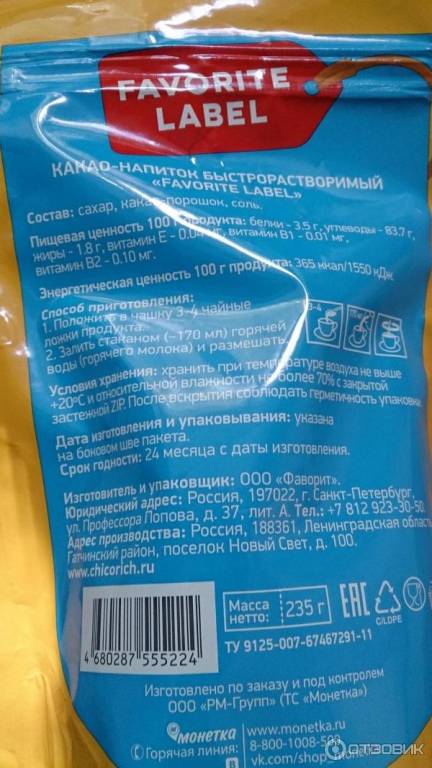 FAVORITE
LABEL
КАКАО-НАПИТОК БЫСТРОРАСТВОРИМЫЙ
«FAVORITE LABEL»
Состав: сахар, какао-порошок, соль.
Пищевая ценность 100 г продукта: белки - 3.5 г, углеводы - 83.7 г,
жиры - 1.8 г, витамин Е - 0.04 мг, витамин В1 - 0.01 мг,
витамин В2 - 0.10 мг.
Энергетическая ценность 100 г продукта: 365 ккал/1550 кДж
Способ приготовления:
1. Положить в чашку 3-4 чайные
ложки продукта.
2. Залить стаканом (~170 мл) горячей
воды (горячего молока) и размешать.
3-4
Условия хранения: хранить при температуре воздуха не выше
+20°С и относительной влажности не более 70% с закрытой
застежкой ZIP. После вскрытия соблюдать герметичность упаковки
Дата изготовления и упаковывания: указана
на боковом шве пакета.
Срок годности: 24 месяца с даты изготовления.
Изготовитель и упаковщик: ООО «Фаворит».
Юридический адрес: Россия, 197022, г. Санкт-Петербург,
ул. Профессора Попова, д. 37, лит. А. Тел.: +7 812 923-30-50
Адрес производства: Россия, 188361, Ленинградская область
Гатчинский район, поселок Новый Свет, д. 100.
www.chicorich.ru
4 680287 555224
Масса
нетто:
235 г
EAC
C/LDPE
ТУ 9125-007-67467291-11
Изготовлено по заказу и под контролем
ООО «РМ-Групп» (ТС «Монетка»)
МОНЕТКА
Горячая линия:
www.monetka.ru
8-800-1008-500
В
vk.com/shop_monetka
ОТЗОВИК